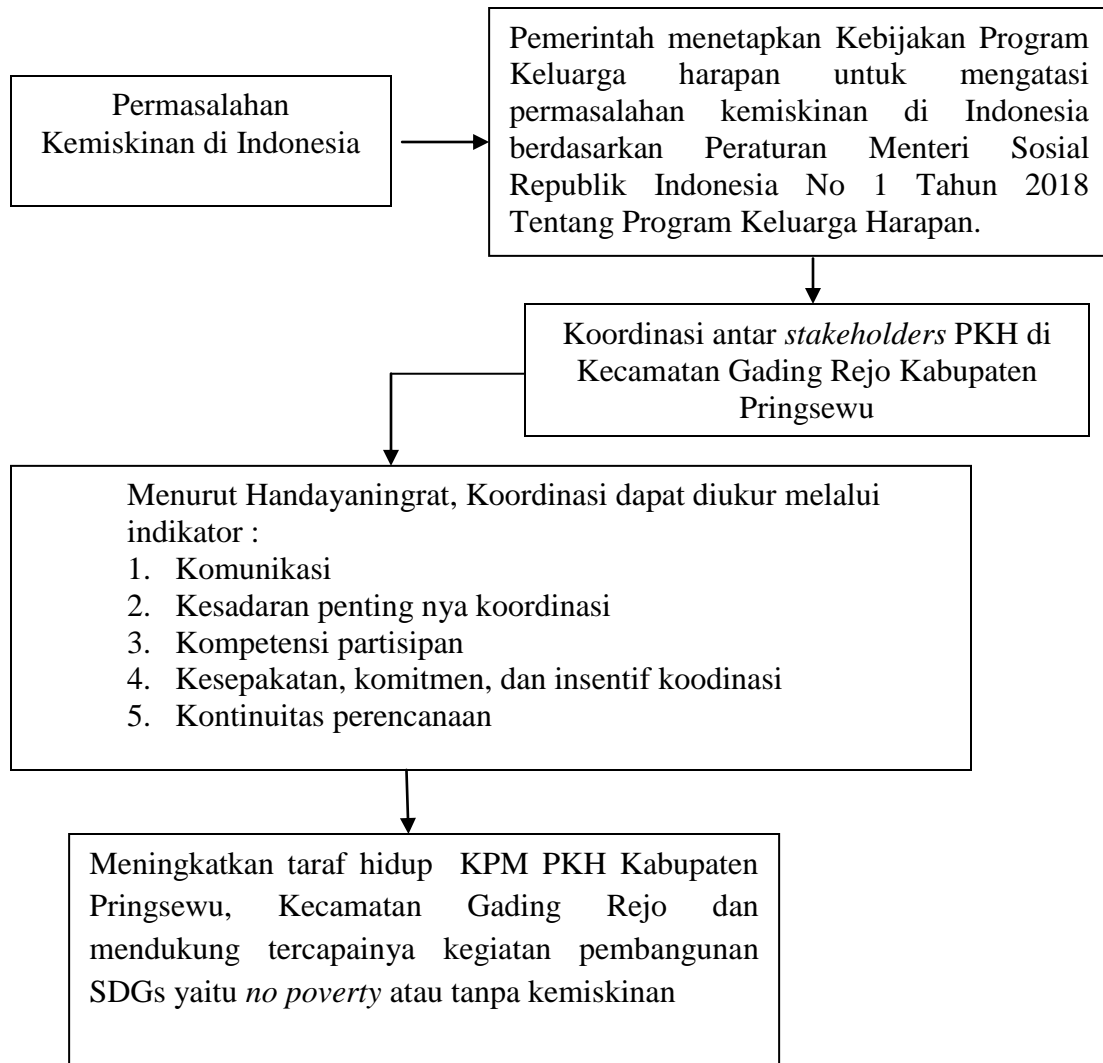 Permasalahan
Kemiskinan di Indonesia
Pemerintah menetapkan Kebijakan Program
Keluarga harapan untuk mengatasi
permasalahan kemiskinan di Indonesia
berdasarkan Peraturan Menteri Sosial
Republik Indonesia No 1 Tahun 2018
Tentang Program Keluarga Harapan.
Koordinasi antar stakeholders PKH di
Kecamatan Gading Rejo Kabupaten
Pringsewu
Menurut Handayaningrat, Koordinasi dapat diukur melalui
indikator :
1. Komunikasi
2. Kesadaran penting nya koordinasi
3. Kompetensi partisipan
4. Kesepakatan, komitmen, dan insentif koodinasi
5. Kontinuitas perencanaan
Meningkatkan taraf hidup KPM PKH Kabupaten
Pringsewu, Kecamatan Gading Rejo dan
mendukung tercapainya kegiatan pembangunan
SDGs yaitu no poverty atau tanpa kemiskinan